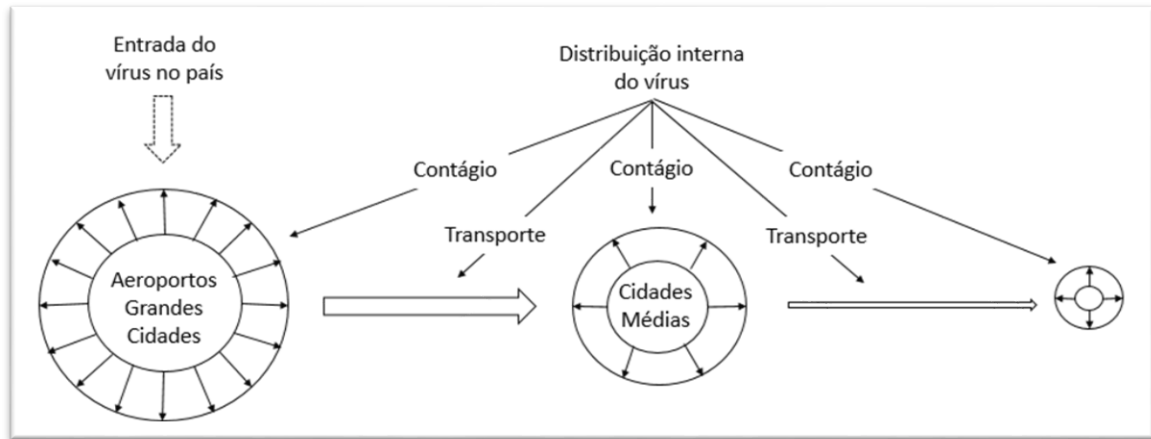 Entrada do
vírus no país
Distribuição interna
do vírus
Contágio
Contágio
Contágio
Transporte
Transporte
Aeroportos
Grandes
Cidades
Cidades
Médias